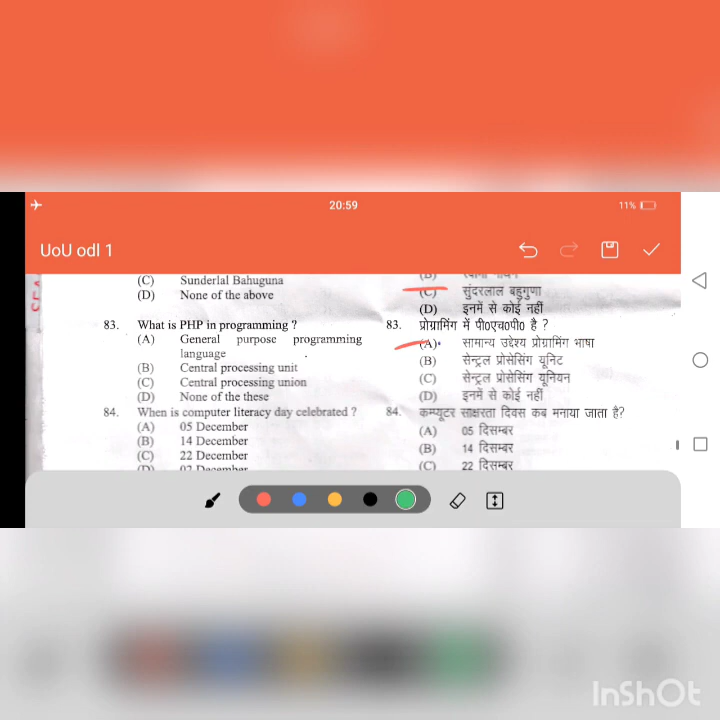 20:59
11%
UoU odl 1
(C) Sunderlal Bahuguna
(D) None of the above
83. What is PHP in programming ?
(A) General purpose programming
language
(B) Central processing unit
(C) Central processing union
(D) None of the these
84. When is computer literacy day celebrated ?
(A) 05 December
(B) 14 December
(C) 22 December
(B)
(C) सुंदरलाल बहुगुणा
(D) इनमें से कोई नहीं
83. प्रोग्रामिंग में पी0एच0पी0 है ?
(A) सामान्य उद्देश्य प्रोग्रामिंग भाषा
(B) सेन्ट्रल प्रोसेसिंग यूनिट
(C) सेन्ट्रल प्रोसेसिंग यूनियन
(D) इनमें से कोई नहीं
84. कम्प्यूटर साक्षरता दिवस कब मनाया जाता है?
(A) 05 दिसम्बर
(B) 14 दिसम्बर
(C) 22 दिसम्बर
InShOt